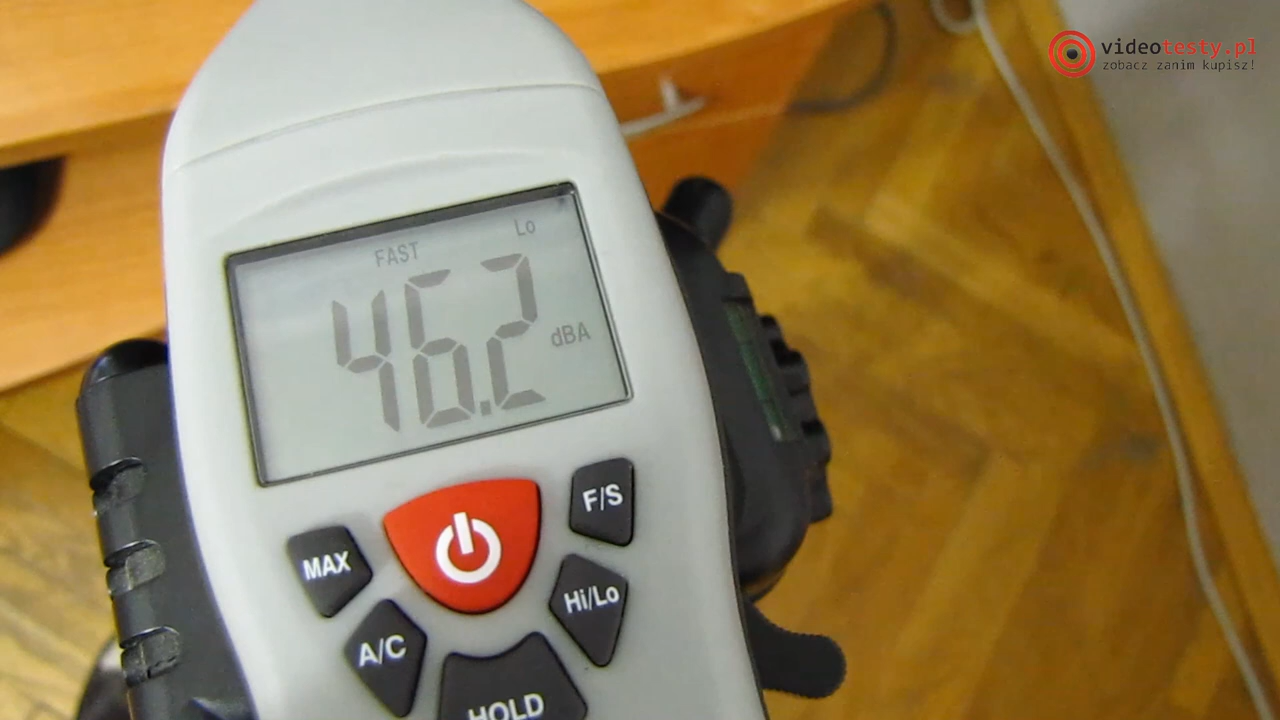 videotesty.pl
zobacz zanim kupisz!
Lo
FAST
46.2
dBA
F/S
MAX
Hi/Lo
A/C
HOLD